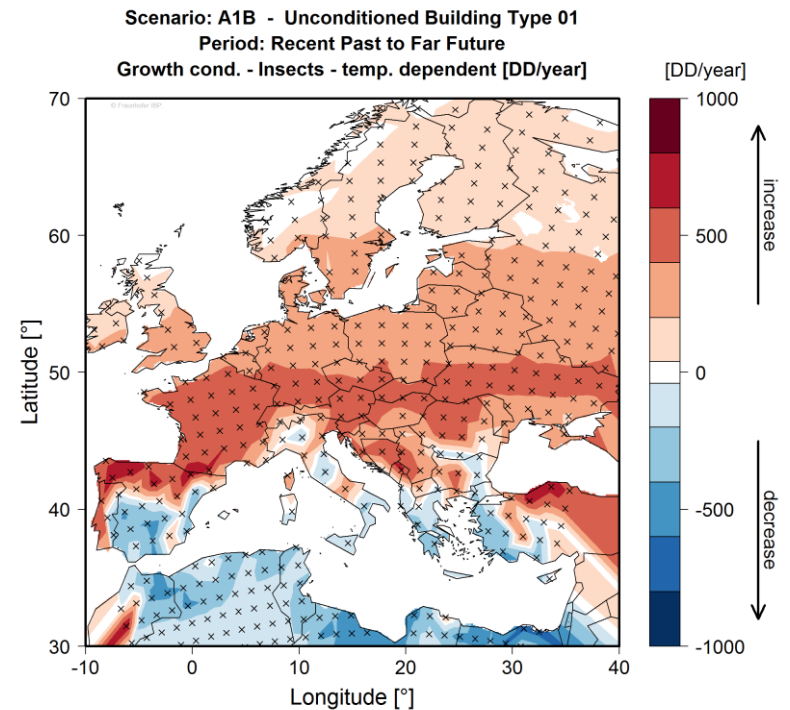 Scenario: A1B - Unconditioned Building Type 01
Period: Recent Past to Far Future
Growth cond. - Insects - temp. dependent [DD/year]
[DD/year]
© Fraunhofer IBP
70
60
50
40
30
Latitude [°]
-10
0
10
20
30
40
Longitude [°]
1000
500
0
-500
-1000
increase
decrease